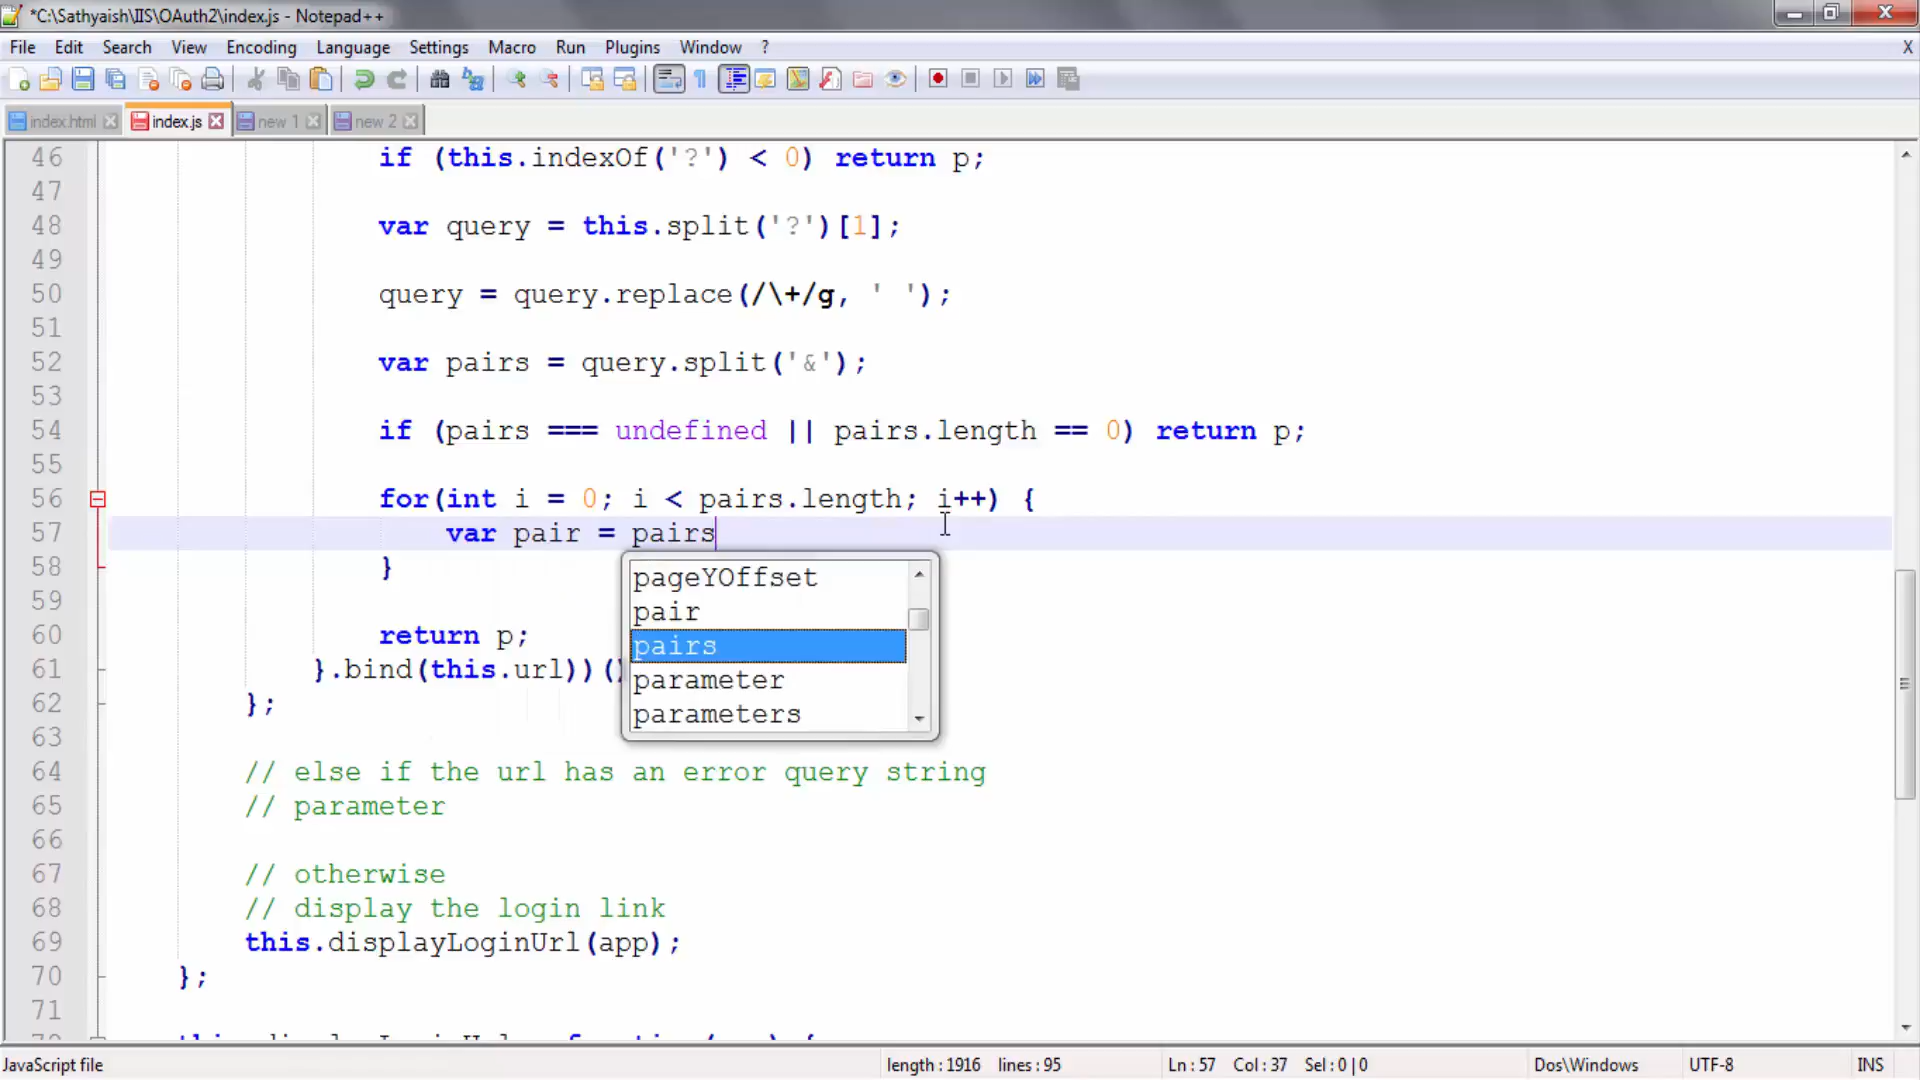 *C:\Sathyaish\IIS\OAuth2\index.js - Notepad++
File Edit Search View Encoding Language Settings Macro Run Plugins Window ? X
index.html index.js new 1 new 2
46 if (this.indexOf('?') < 0) return p;
47
48 var query = this.split('?')[1];
49
50 query = query.replace(/\+/g, ' ');
51
52 var pairs = query.split('&');
53
54 if (pairs === undefined || pairs.length == 0) return p;
55
56 for(int i = 0; i < pairs.length; i++) {
57 var pair = pairs
58 }
pageYOffset
pair
pairs
parameter
parameters
59
60 return p;
61 }.bind(this.url))()
62 };
63
64 // else if the url has an error query string
65 // parameter
66
67 // otherwise
68 // display the login link
69 this.displayLoginUrl(app);
70 };
71
JavaScript file length : 1916 lines : 95 Ln : 57 Col : 37 Sel : 0 | 0 Dos\Windows UTF-8 INS